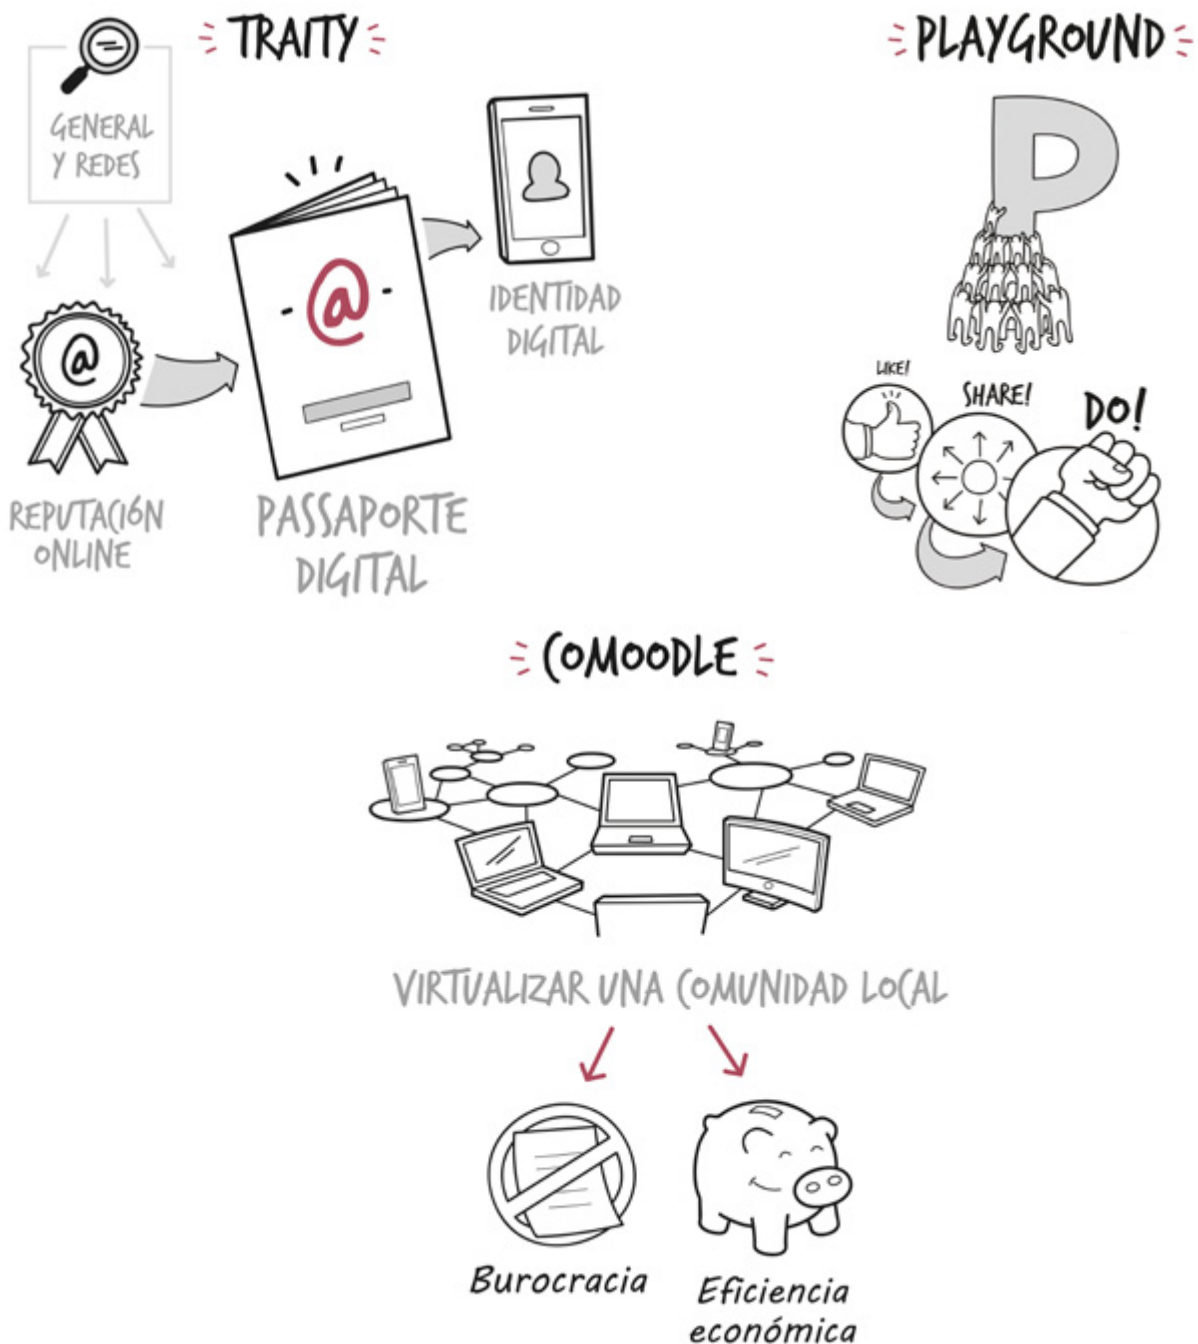 TRAITY
GENERAL
Y REDES
@
REPUTACIÓN
ONLINE
@
PASSAPORTE
DIGITAL
IDENTIDAD
DIGITAL
PLAYGROUND
P
LIKE!
SHARE!
DO!
COMOODLE
VIRTUALIZAR UNA COMUNIDAD LOCAL
Burocracia
Eficiencia
económica